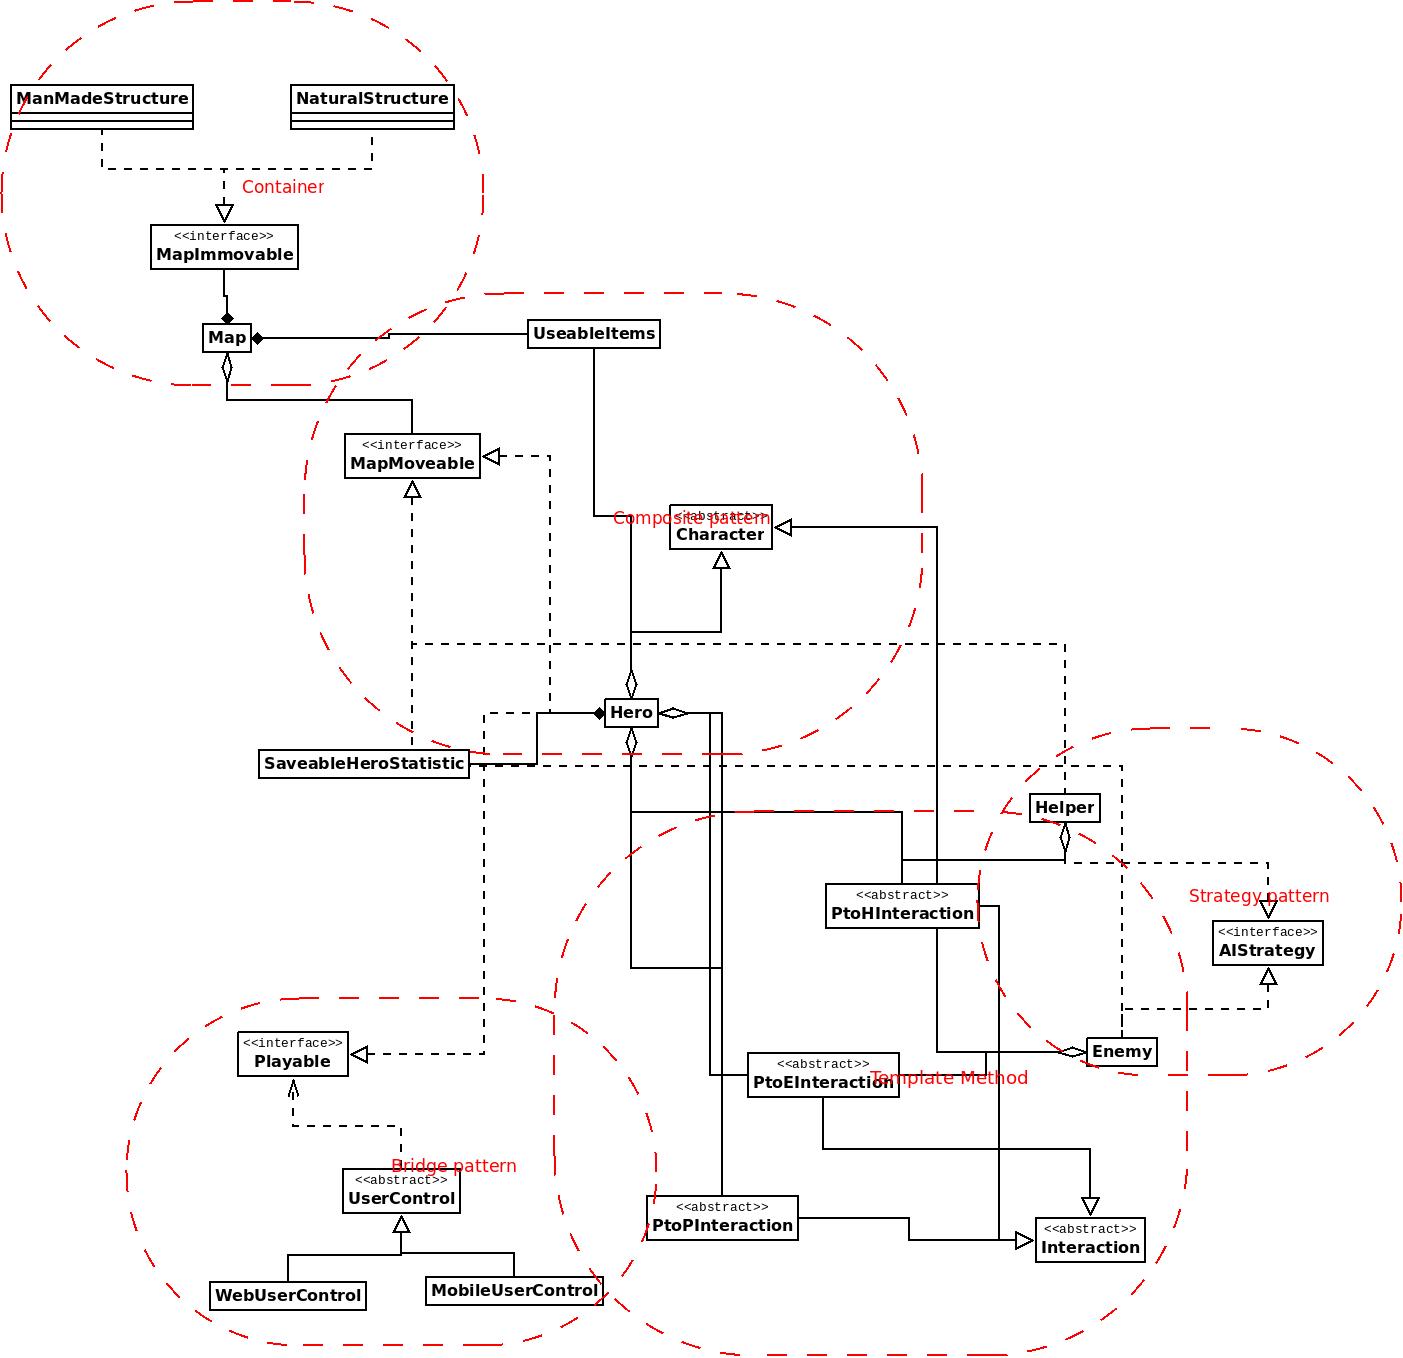 ManMadeStructure
NaturalStructure
Container
<<interface>>
MapImmovable
Map
UseableItems
<<interface>>
MapMoveable
<<abstract>>
Composite pattern
Character
Hero
SaveableHeroStatistic
Helper
<<abstract>>
PtoHInteraction
Strategy pattern
<<interface>>
AIStrategy
<<interface>>
Playable
Enemy
<<abstract>>
PtoEInteraction
Template Method
Bridge pattern
<<abstract>>
UserControl
<<abstract>>
PtoPInteraction
<<abstract>>
Interaction
WebUserControl
MobileUserControl